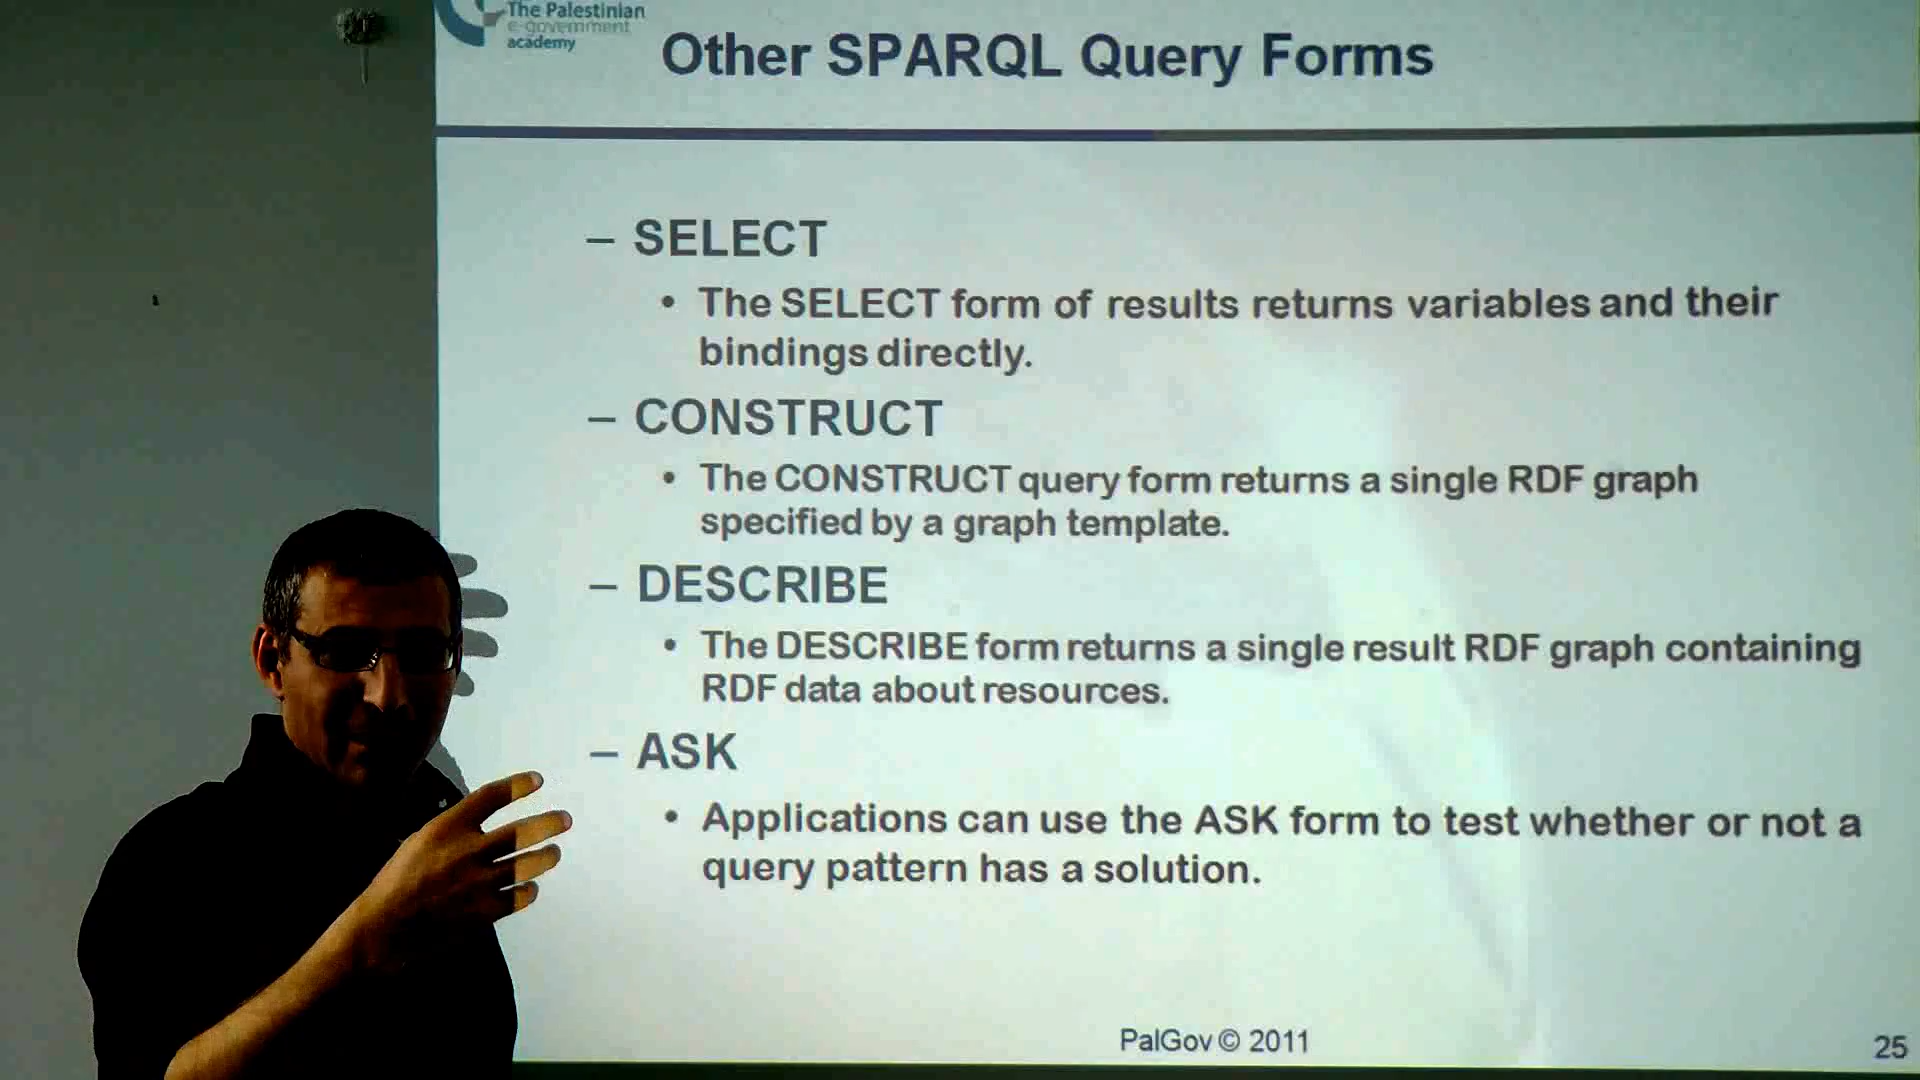 The Palestinian
e-government
academy
Other SPARQL Query Forms
– SELECT
• The SELECT form of results returns variables and their
bindings directly.
– CONSTRUCT
• The CONSTRUCT query form returns a single RDF graph
specified by a graph template.
– DESCRIBE
• The DESCRIBE form returns a single result RDF graph containing
RDF data about resources.
– ASK
• Applications can use the ASK form to test whether or not a
query pattern has a solution.
PalGov © 2011
25